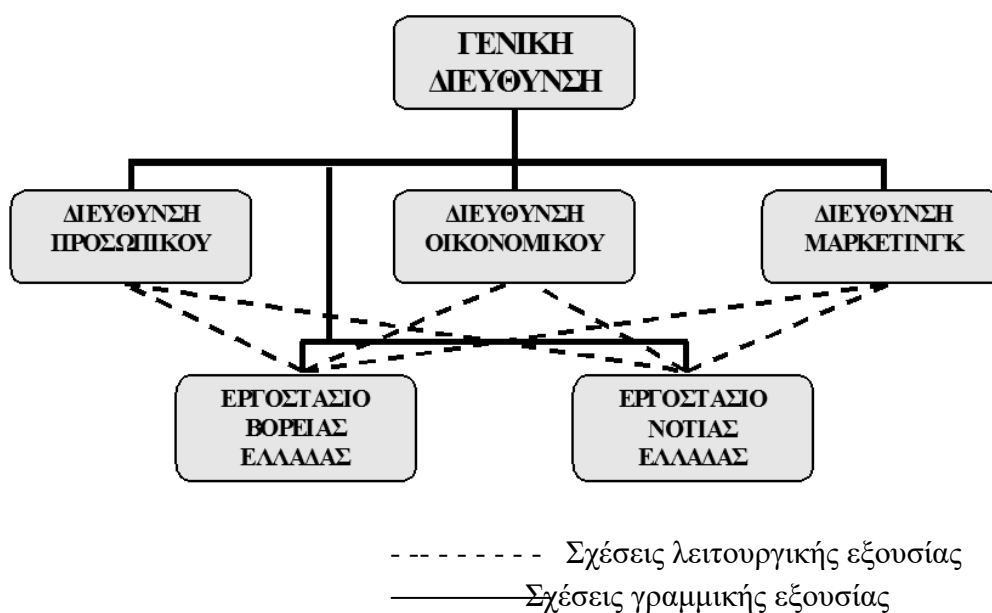 ΓΕΝΙΚΗ
ΔΙΕΥΘΥΝΣΗ
ΔΙΕΥΘΥΝΣΗ
ΠΡΟΣΩΠΙΚΟΥ
ΔΙΕΥΘΥΝΣΗ
ΟΙΚΟΝΟΜΙΚΟΥ
ΔΙΕΥΘΥΝΣΗ
ΜΑΡΚΕΤΙΝΓΚ
ΕΡΓΟΣΤΑΣΙΟ
ΒΟΡΕΙΑΣ
ΕΛΛΑΔΑΣ
ΕΡΓΟΣΤΑΣΙΟ
ΝΟΤΙΑΣ
ΕΛΛΑΔΑΣ
Σχέσεις λειτουργικής εξουσίας
Σχέσεις γραμμικής εξουσίας